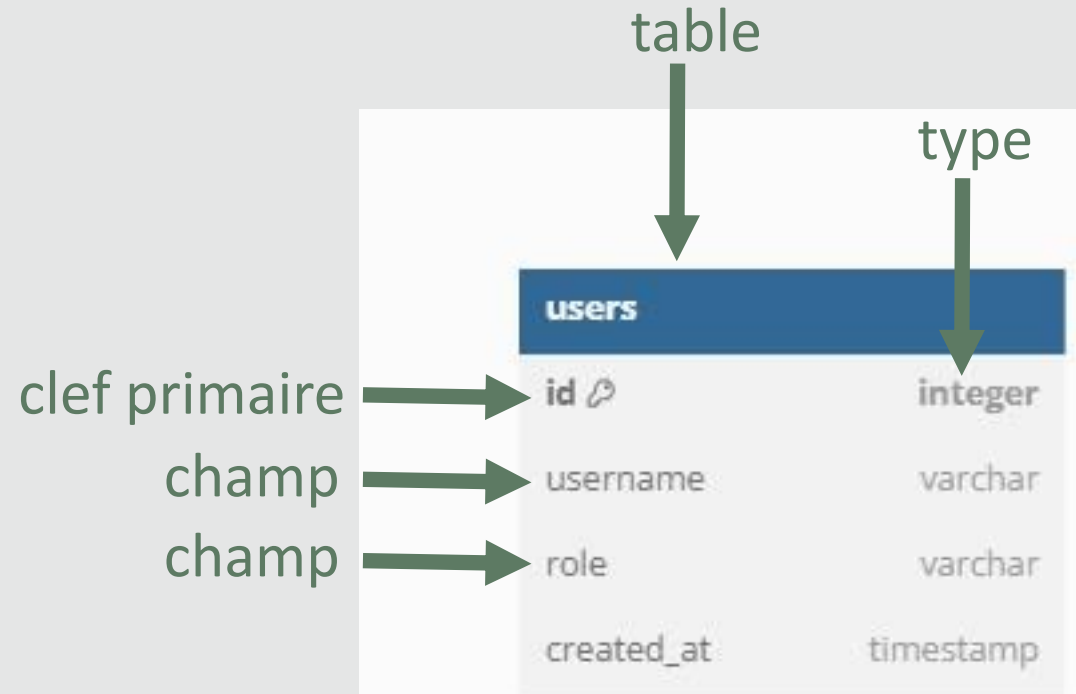 table
type
users
clef primaire id integer
champ username varchar
champ role varchar
created_at timestamp